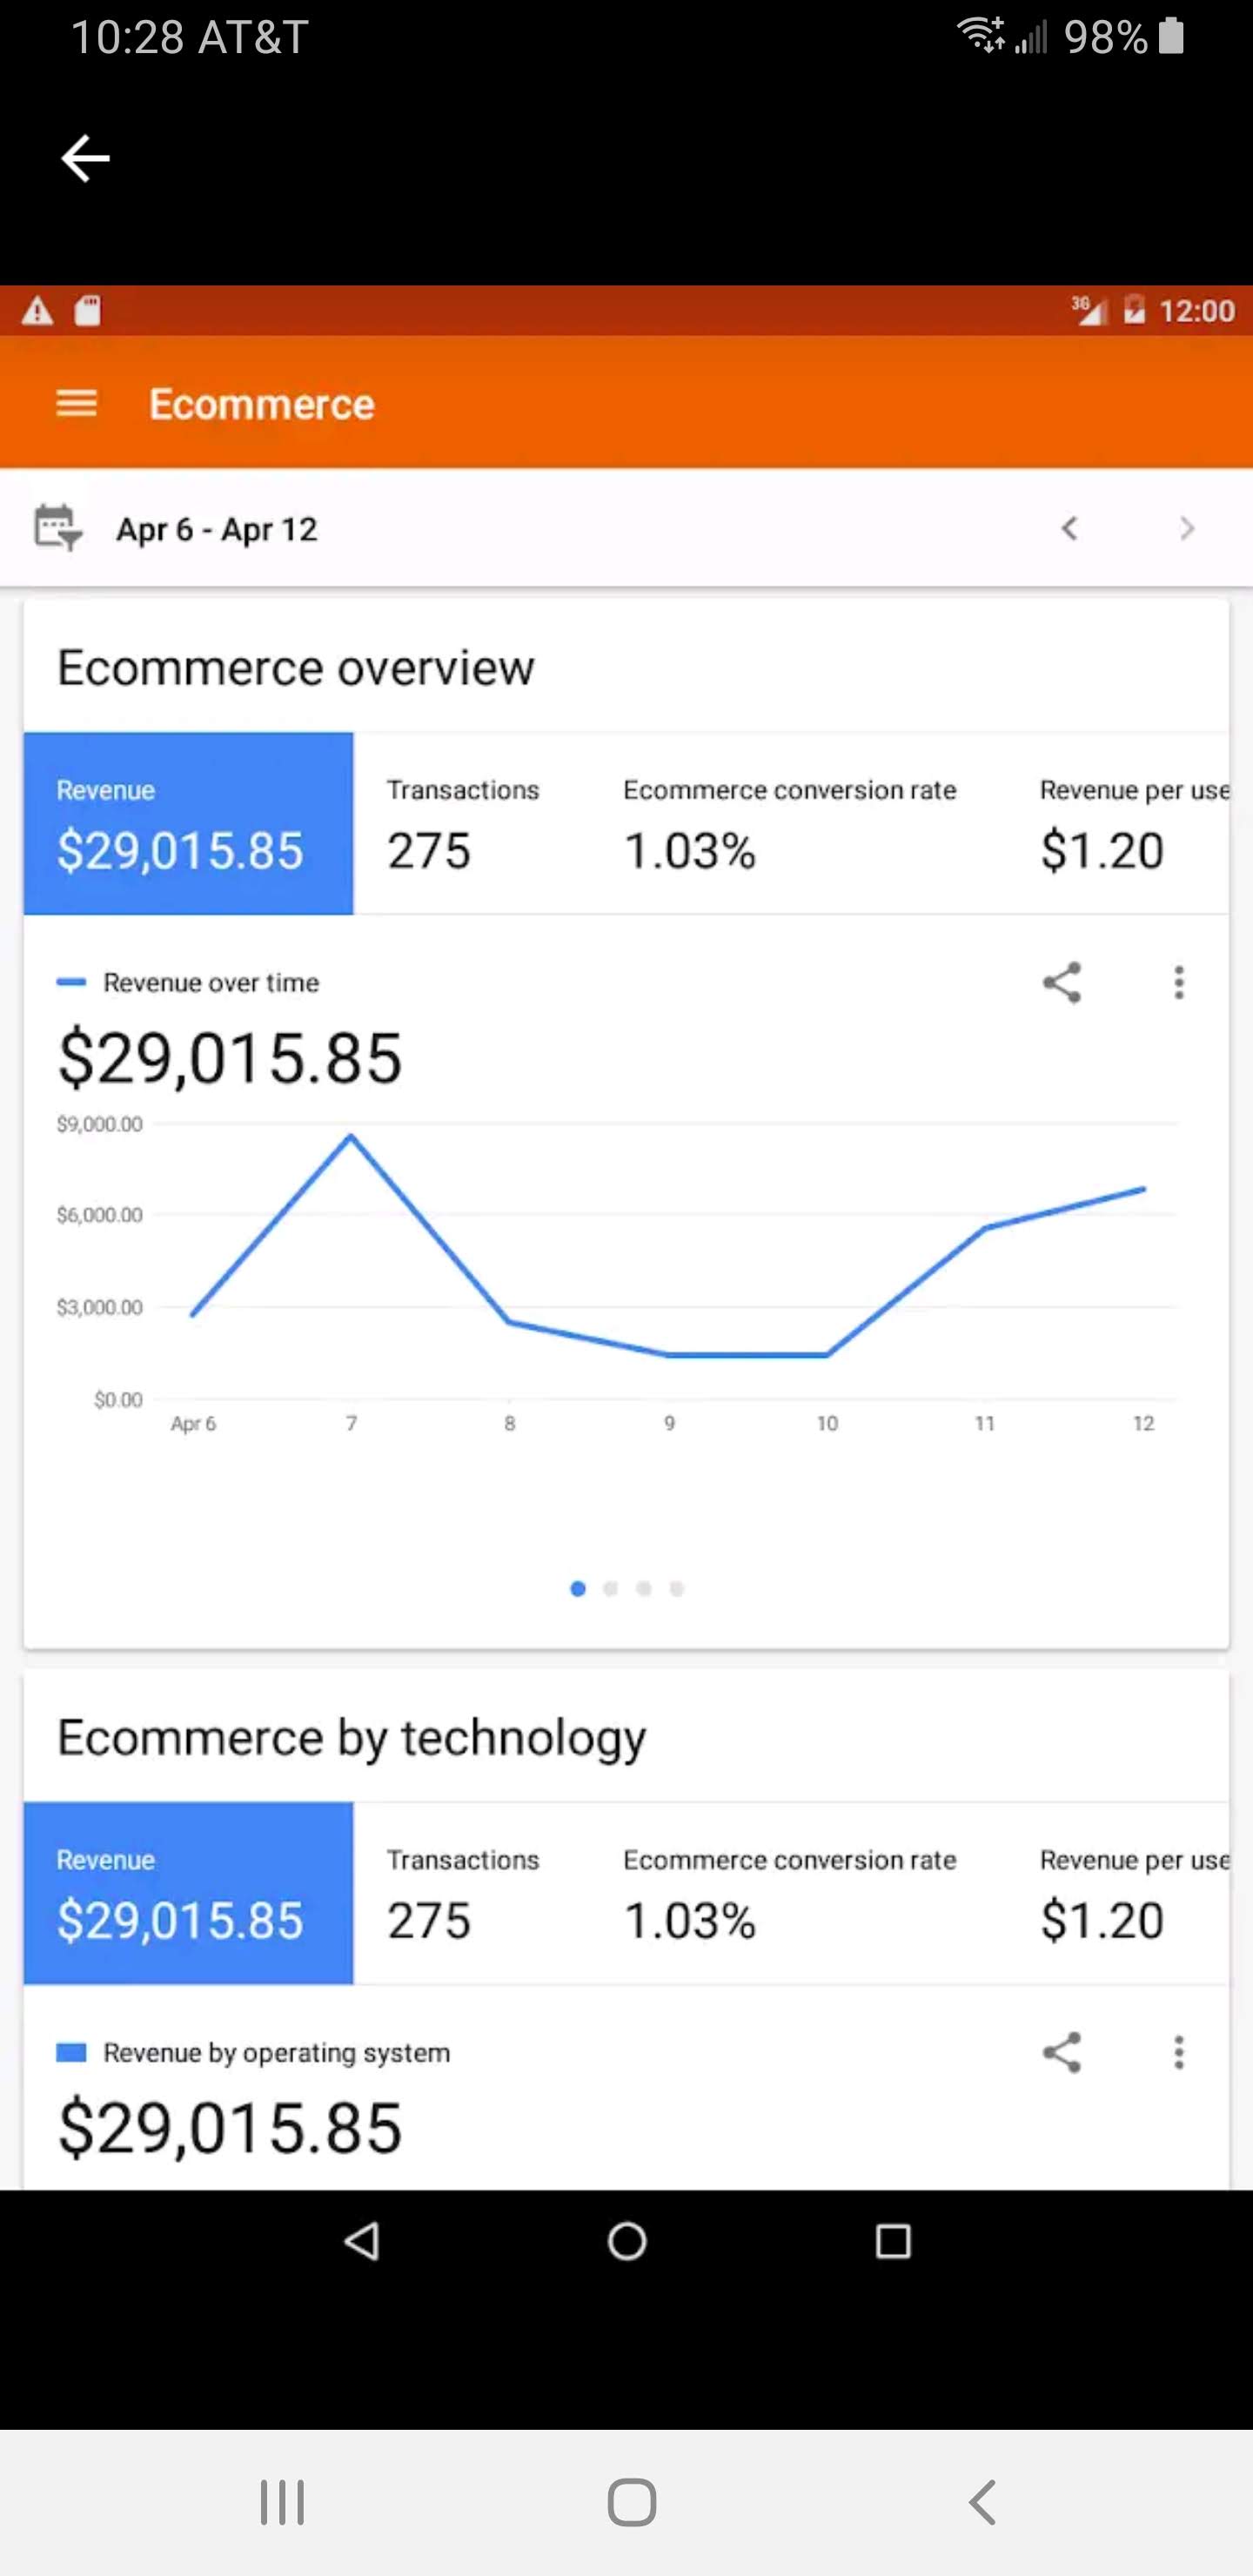 10:28 AT&T 98%
3G 12:00
Ecommerce
Apr 6 - Apr 12
Ecommerce overview
Revenue Transactions Ecommerce conversion rate Revenue per use
$29,015.85 275 1.03% $1.20
Revenue over time
$29,015.85
$9,000.00
$6,000.00
$3,000.00
$0.00
Apr 6 7 8 9 10 11 12
Ecommerce by technology
Revenue Transactions Ecommerce conversion rate Revenue per use
$29,015.85 275 1.03% $1.20
Revenue by operating system
$29,015.85